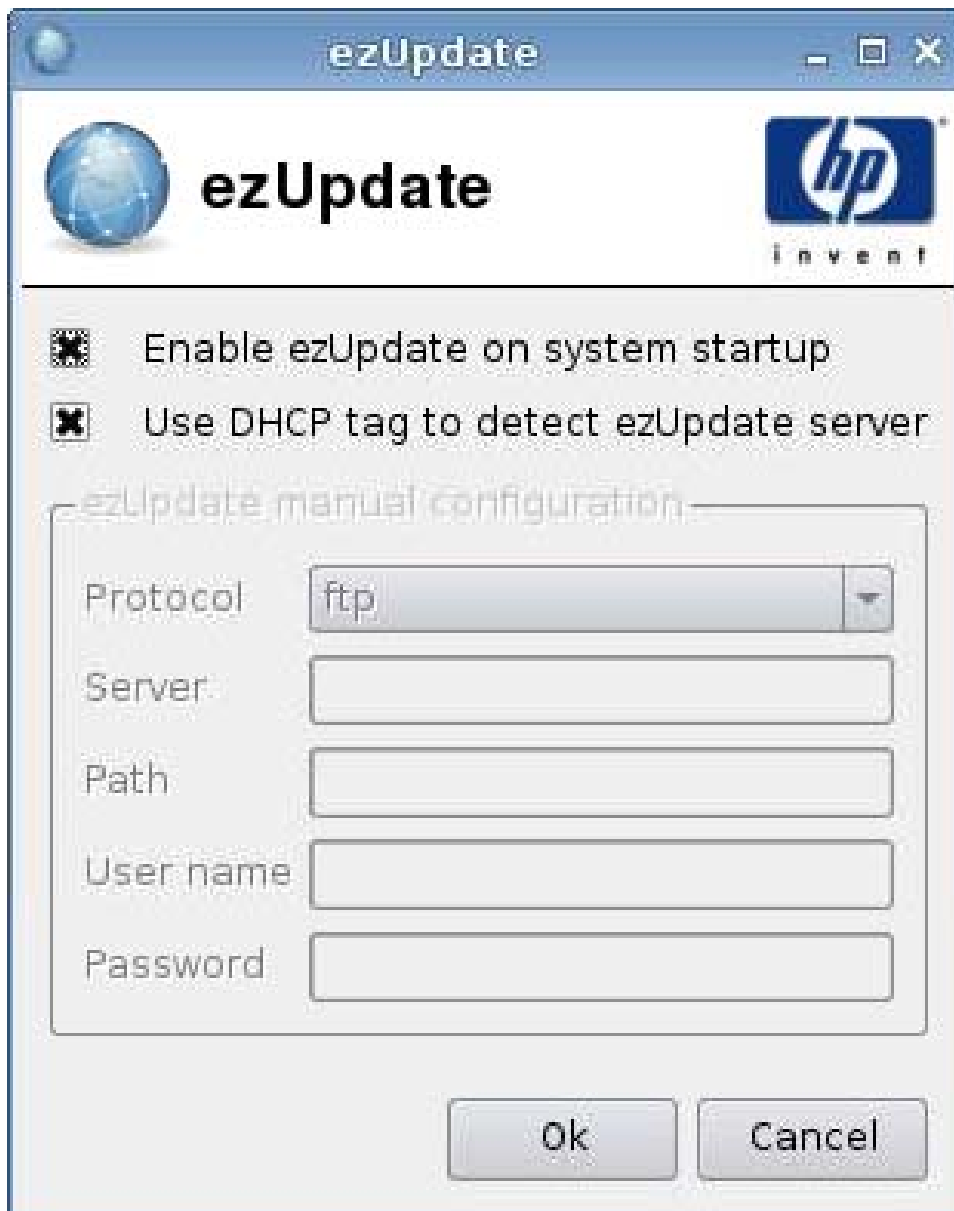 ezUpdate
ezUpdate
hp
invent
Enable ezUpdate on system startup
Use DHCP tag to detect ezUpdate server
ezUpdate manual configuration
Protocol
ftp
Server
Path
User name
Password
Ok
Cancel